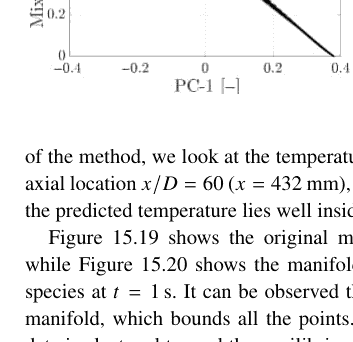 Mix
0.2
0
−0.4 −0.2 0 0.2 0.4
PC-1 [–]
of the method, we look at the temperatu
axial location x/D = 60 (x = 432 mm),
the predicted temperature lies well insid
Figure 15.19 shows the original m
while Figure 15.20 shows the manifol
species at t = 1 s. It can be observed t
manifold, which bounds all the points.